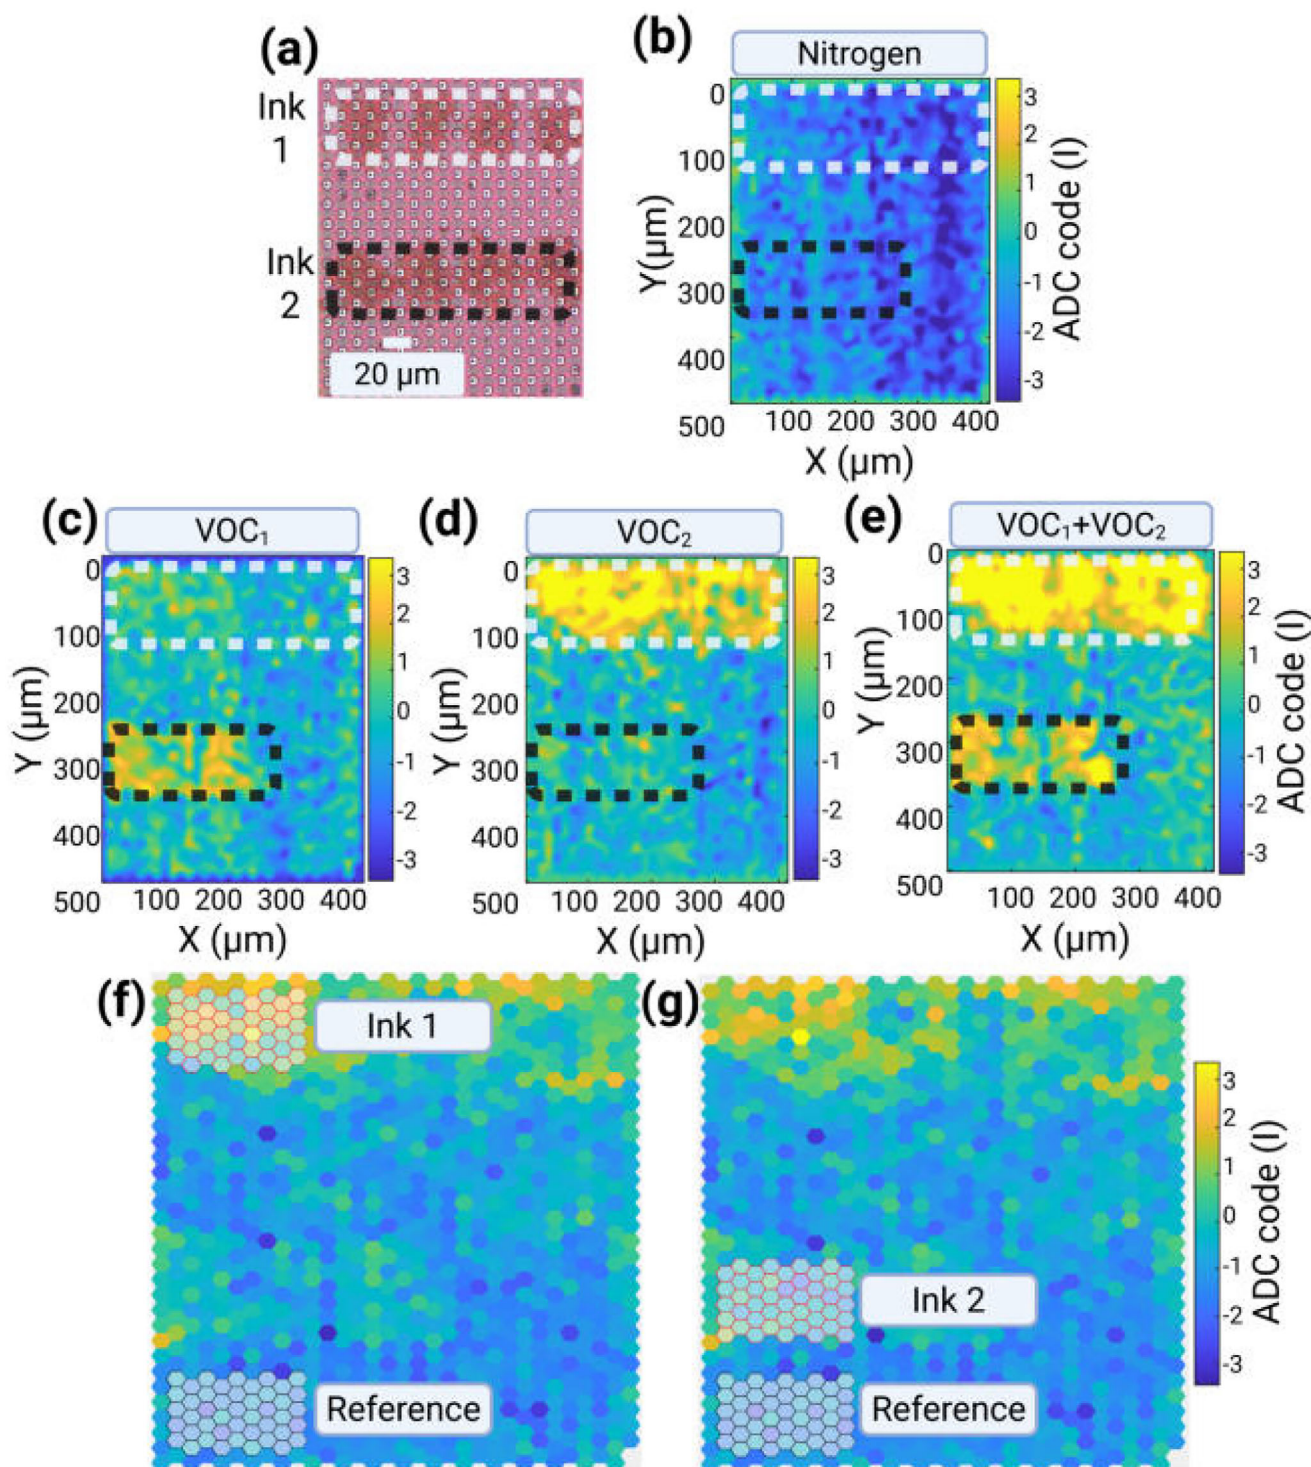 (a)
Ink
1
Ink
2
20 µm
(b)
Nitrogen
0
100
200
300
400
500
Y(µm)
100 200 300 400
X (µm)
3
2
1
0
-1
-2
-3
ADC code (I)
(c)
VOC₁
0
100
200
300
400
500
Y (µm)
100 200 300 400
X (µm)
3
2
1
0
-1
-2
-3
(d)
VOC₂
0
100
200
300
400
500
Y (µm)
100 200 300 400
X (µm)
3
2
1
0
-1
-2
-3
(e)
VOC₁+VOC₂
0
100
200
300
400
500
Y (µm)
100 200 300 400
X (µm)
3
2
1
0
-1
-2
-3
ADC code (I)
(f)
Ink 1
Reference
(g)
Ink 2
Reference
3
2
1
0
-1
-2
-3
ADC code (I)